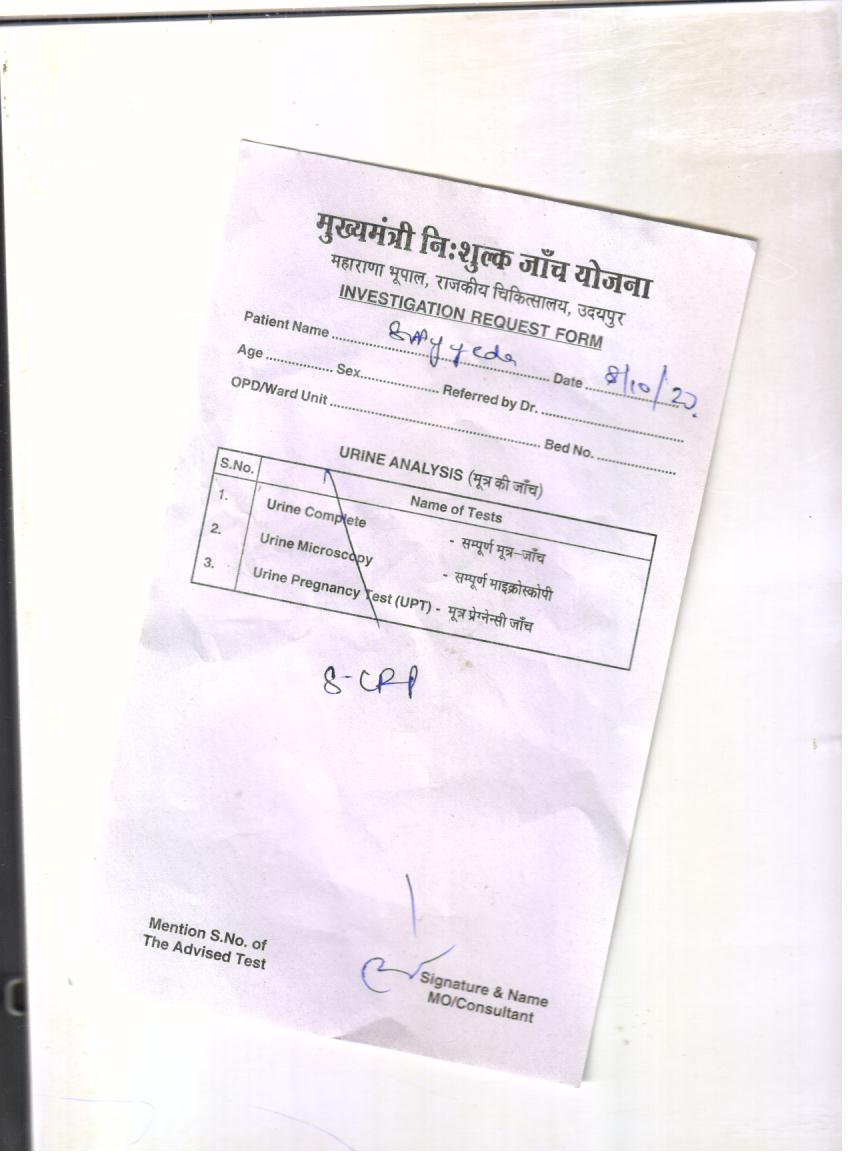 मुख्यमंत्री नि:शुल्क जाँच योजना
महाराणा भूपाल, राजकीय चिकित्सालय, उदयपुर
INVESTIGATION REQUEST FORM
Patient Name ........ Sayyeda ........ Date ........ 8/10/20
Age ........ Sex........ Referred by Dr. ........
OPD/Ward Unit ........ Bed No. ........
URINE ANALYSIS (मूत्र की जाँच)
S.No. Name of Tests
1. Urine Complete - सम्पूर्ण मूत्र-जाँच
2. Urine Microscopy - सम्पूर्ण माइक्रोस्कोपी
3. Urine Pregnancy Test (UPT) - मूत्र प्रेग्नेन्सी जाँच
S-CRP
Mention S.No. of
The Advised Test
Signature & Name
MO/Consultant